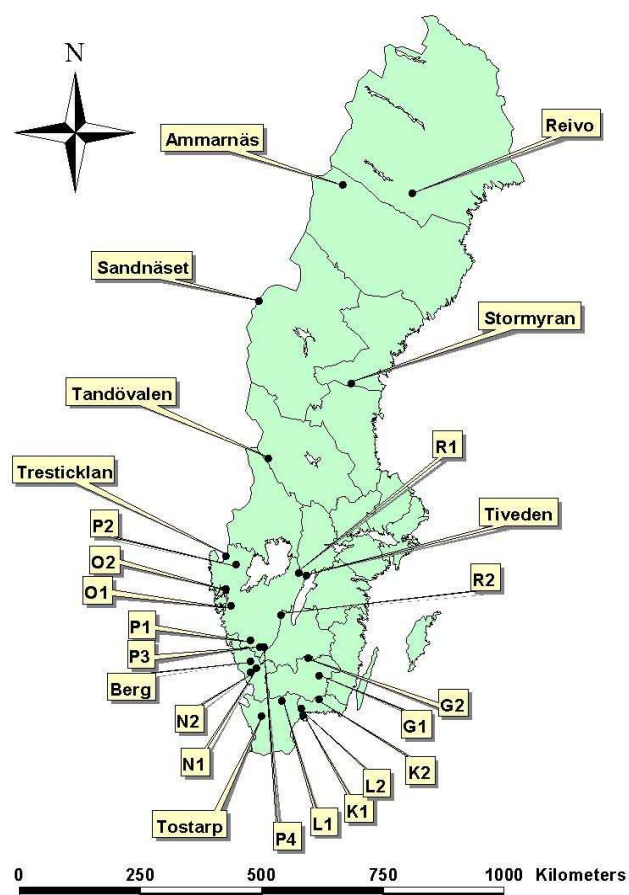 N
Ammarnäs
Reivo
Sandnäset
Stormyran
Tandövalen
R1
Tresticklan
Tiveden
P2
O2
R2
O1
P1
P3
Berg
G2
N2
G1
K2
N1
L2
K1
Tostarp
L1
P4
0 250 500 750 1000 Kilometers